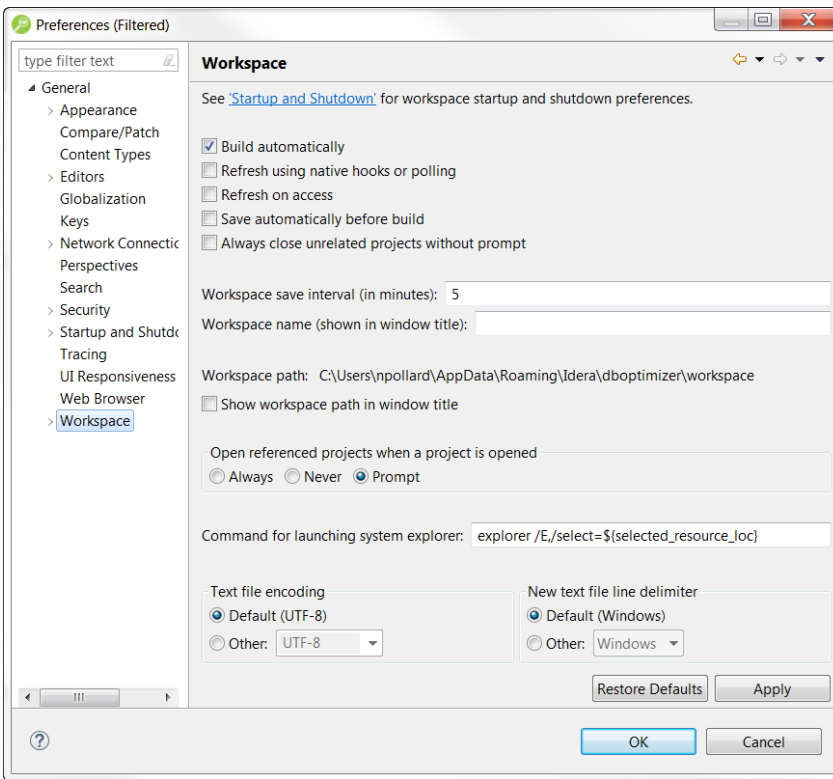 Preferences (Filtered)
type filter text
General
Appearance
Compare/Patch
Content Types
Editors
Globalization
Keys
Network Connectic
Perspectives
Search
Security
Startup and Shutdo
Tracing
UI Responsiveness
Web Browser
Workspace
Workspace
See 'Startup and Shutdown' for workspace startup and shutdown preferences.
Build automatically
Refresh using native hooks or polling
Refresh on access
Save automatically before build
Always close unrelated projects without prompt
Workspace save interval (in minutes): 5
Workspace name (shown in window title):
Workspace path: C:\Users\npollard\AppData\Roaming\Idera\dboptimizer\workspace
Show workspace path in window title
Open referenced projects when a project is opened
Always Never Prompt
Command for launching system explorer: explorer /E,/select=${selected_resource_loc}
Text file encoding
Default (UTF-8)
Other: UTF-8
New text file line delimiter
Default (Windows)
Other: Windows
Restore Defaults Apply
OK Cancel